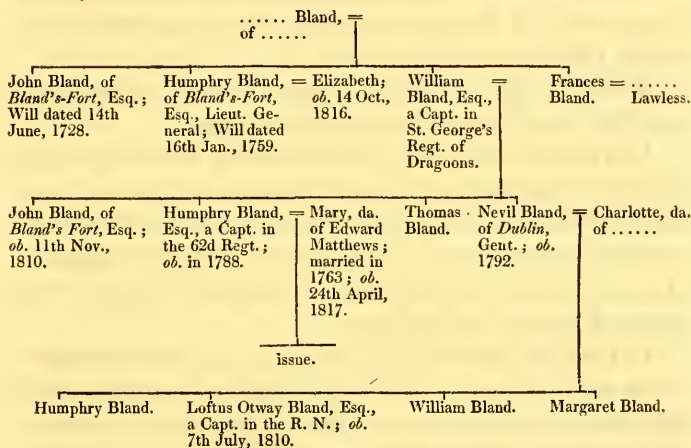 ...... Bland, =
of ......
John Bland, of
Bland's-Fort, Esq. ;
Will dated 14th
June, 1728.
Humphry Bland, =
of Bland's-Fort,
Esq., Lieut. Ge-
neral; Will dated
16th Jan., 1759.
Elizabeth;
ob. 14 Oct.,
1816.
William =
Bland, Esq.,
a Capt. in
St. George's
Regt. of
Dragoons.
Frances = ......
Bland. Lawless.
John Bland, of
Bland's Fort, Esq. ;
ob. 11th Nov.,
1810.
Humphry Bland, =
Esq., a Capt. in
the 62d Regt. ;
ob. in 1788.
Mary, da.
of Edward
Matthews ;
married in
1763 ; ob.
24th April,
1817.
Thomas
Bland.
Nevil Bland, =
of Dublin,
Gent. ; ob.
1792.
Charlotte, da.
of ......
issue.
Humphry Bland.
Loftus Otway Bland, Esq.,
a Capt. in the R. N. ; ob.
7th July, 1810.
William Bland.
Margaret Bland.